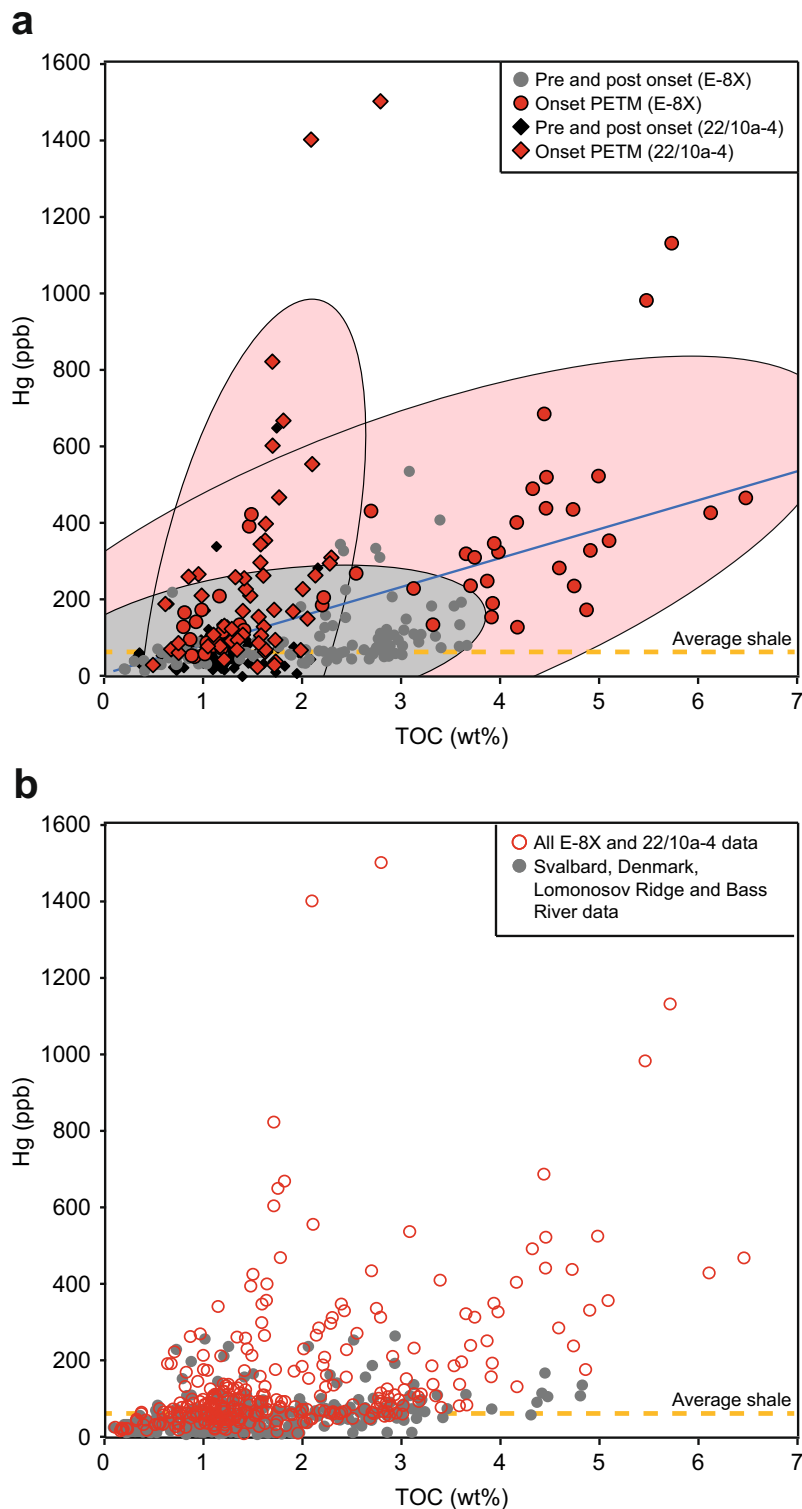 a
1600
1400
1200
1000
800
600
400
200
0
Hg (ppb)
Pre and post onset (E-8X)
Onset PETM (E-8X)
Pre and post onset (22/10a-4)
Onset PETM (22/10a-4)
Average shale
0 1 2 3 4 5 6 7
TOC (wt%)
b
1600
1400
1200
1000
800
600
400
200
0
Hg (ppb)
All E-8X and 22/10a-4 data
Svalbard, Denmark,
Lomonosov Ridge and Bass
River data
Average shale
0 1 2 3 4 5 6 7
TOC (wt%)